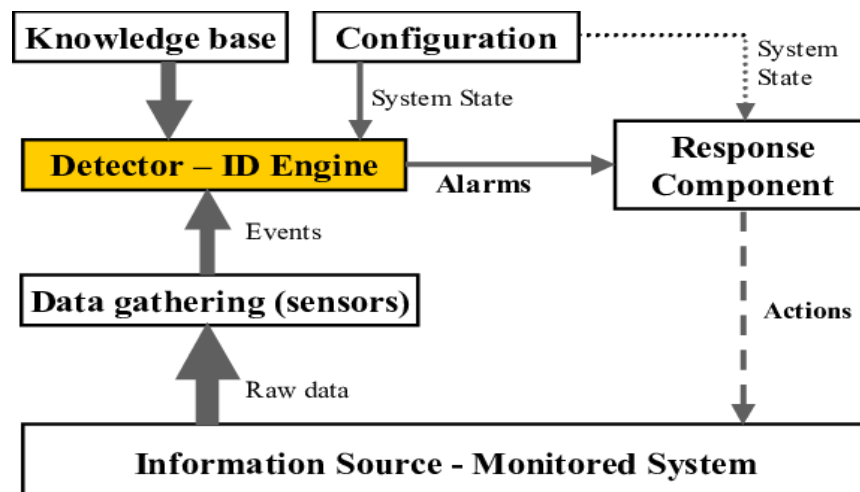 Knowledge base
Configuration
System
State
System State
Detector – ID Engine
Alarms
Response
Component
Events
Data gathering (sensors)
Actions
Raw data
Information Source - Monitored System